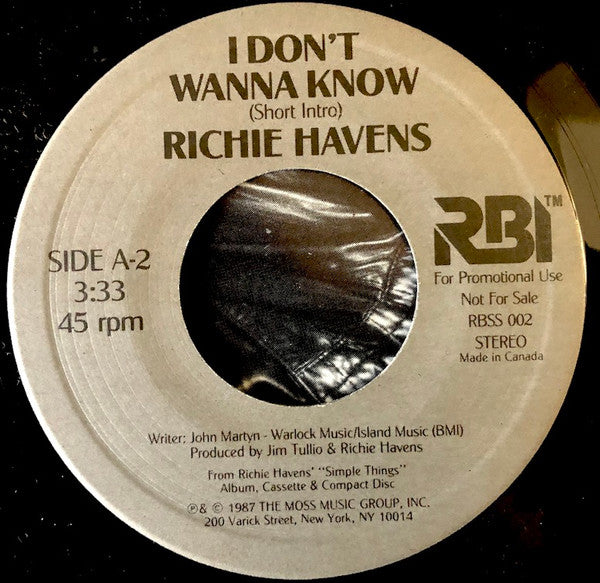 I DON'T
WANNA KNOW
(Short Intro)
RICHIE HAVENS
SIDE A-2
3:33
45 rpm
RBI™
For Promotional Use
Not For Sale
RBSS 002
STEREO
Made in Canada
Writer: John Martyn - Warlock Music/Island Music (BMI)
Produced by Jim Tullio & Richie Havens
From Richie Havens' "Simple Things"
Album, Cassette & Compact Disc
℗& © 1987 THE MOSS MUSIC GROUP, INC.
200 Varick Street, New York, NY 10014